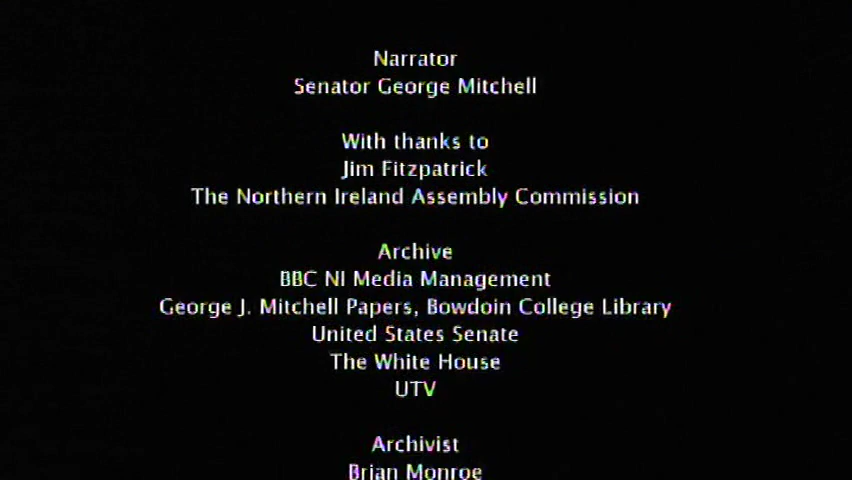 Narrator
Senator George Mitchell
With thanks to
Jim Fitzpatrick
The Northern Ireland Assembly Commission
Archive
BBC NI Media Management
George J. Mitchell Papers, Bowdoin College Library
United States Senate
The White House
UTV
Archivist
Brian Monroe